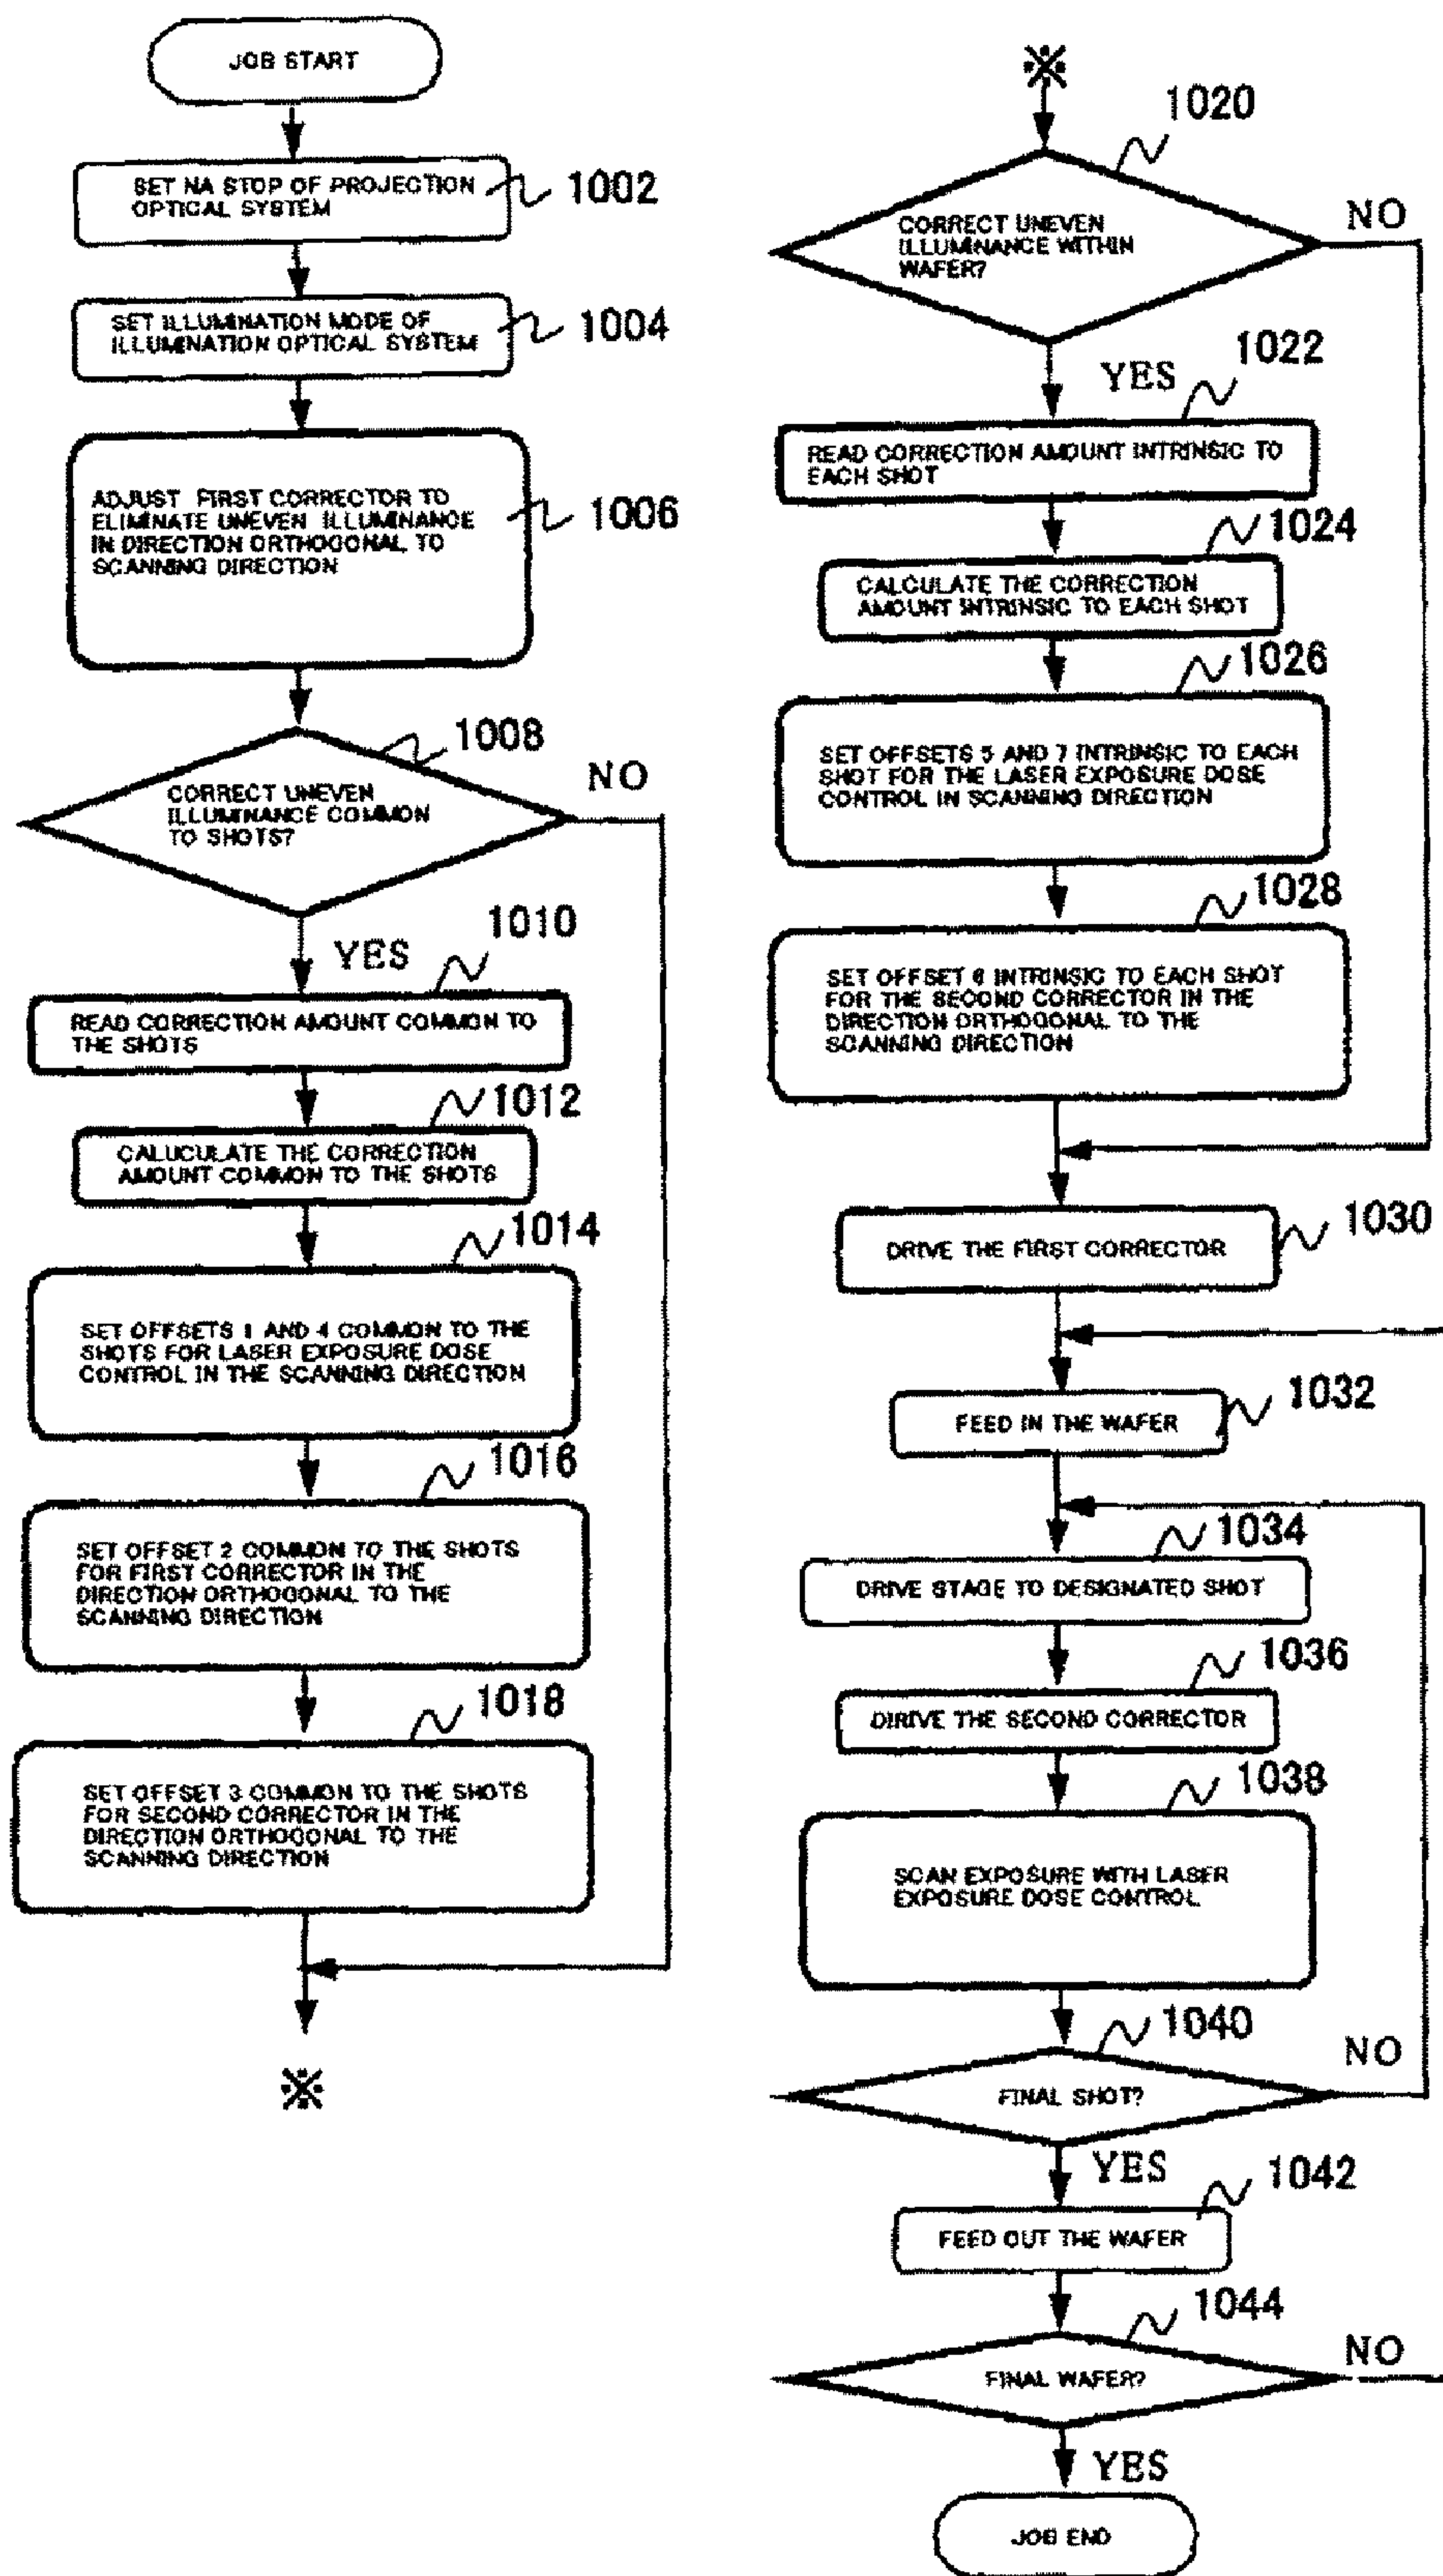 JOB START
SET NA STOP OF PROJECTION
OPTICAL SYSTEM
1002
SET ILLUMINATION MODE OF
ILLUMINATION OPTICAL SYSTEM
1004
ADJUST FIRST CORRECTOR TO
ELIMINATE UNEVEN ILLUMINANCE
IN DIRECTION ORTHOGONAL TO
SCANNING DIRECTION
1006
1008
CORRECT UNEVEN
ILLUMINANCE COMMON
TO SHOTS?
NO
YES
1010
READ CORRECTION AMOUNT COMMON TO
THE SHOTS
1012
CALUCULATE THE CORRECTION
AMOUNT COMMON TO THE SHOTS
1014
SET OFFSETS 1 AND 4 COMMON TO THE
SHOTS FOR LASER EXPOSURE DOSE
CONTROL IN THE SCANNING DIRECTION
1016
SET OFFSET 2 COMMON TO THE SHOTS
FOR FIRST CORRECTOR IN THE
DIRECTION ORTHOGONAL TO THE
SCANNING DIRECTION
1018
SET OFFSET 3 COMMON TO THE SHOTS
FOR SECOND CORRECTOR IN THE
DIRECTION ORTHOGONAL TO THE
SCANNING DIRECTION
※
※
1020
CORRECT UNEVEN
ILLUMINANCE WITHIN
WAFER?
NO
YES
1022
READ CORRECTION AMOUNT INTRINSIC TO
EACH SHOT
1024
CALCULATE THE CORRECTION
AMOUNT INTRINSIC TO EACH SHOT
1026
SET OFFSETS 5 AND 7 INTRINSIC TO EACH
SHOT FOR THE LASER EXPOSURE DOSE
CONTROL IN SCANNING DIRECTION
1028
SET OFFSET 6 INTRINSIC TO EACH SHOT
FOR THE SECOND CORRECTOR IN THE
DIRECTION ORTHOGONAL TO THE
SCANNING DIRECTION
DRIVE THE FIRST CORRECTOR
1030
FEED IN THE WAFER
1032
1034
DRIVE STAGE TO DESIGNATED SHOT
1036
DIRIVE THE SECOND CORRECTOR
1038
SCAN EXPOSURE WITH LASER
EXPOSURE DOSE CONTROL
1040
FINAL SHOT?
NO
YES
1042
FEED OUT THE WAFER
1044
FINAL WAFER?
NO
YES
JOB END